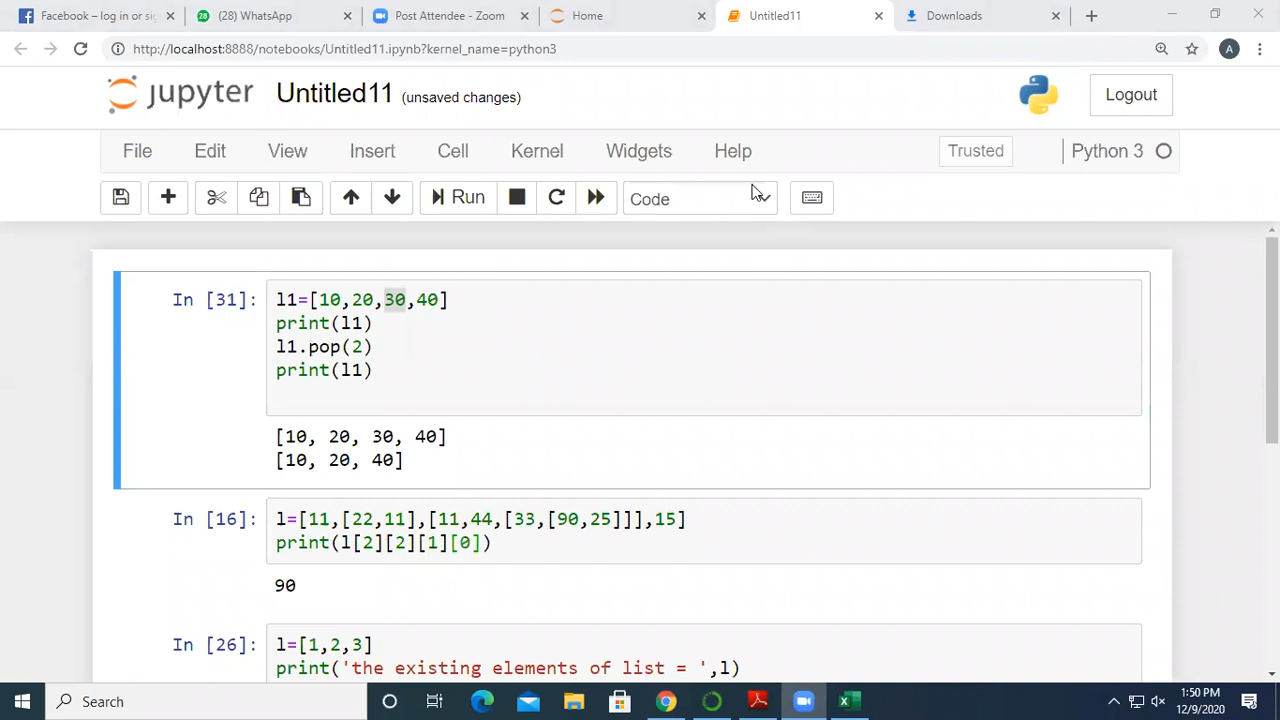 Facebook – log in or sig
(28) WhatsApp
Post Attendee - Zoom
Home
Untitled11
Downloads
http://localhost:8888/notebooks/Untitled11.ipynb?kernel_name=python3
A
jupyter Untitled11 (unsaved changes)
Logout
File Edit View Insert Cell Kernel Widgets Help
Trusted
Python 3
Run
Code
In [31]: l1=[10,20,30,40]
print(l1)
l1.pop(2)
print(l1)
[10, 20, 30, 40]
[10, 20, 40]
In [16]: l=[11,[22,11],[11,44,[33,[90,25]]],15]
print(l[2][2][1][0])
90
In [26]: l=[1,2,3]
print('the existing elements of list = ',l)
Search
1:50 PM
12/9/2020